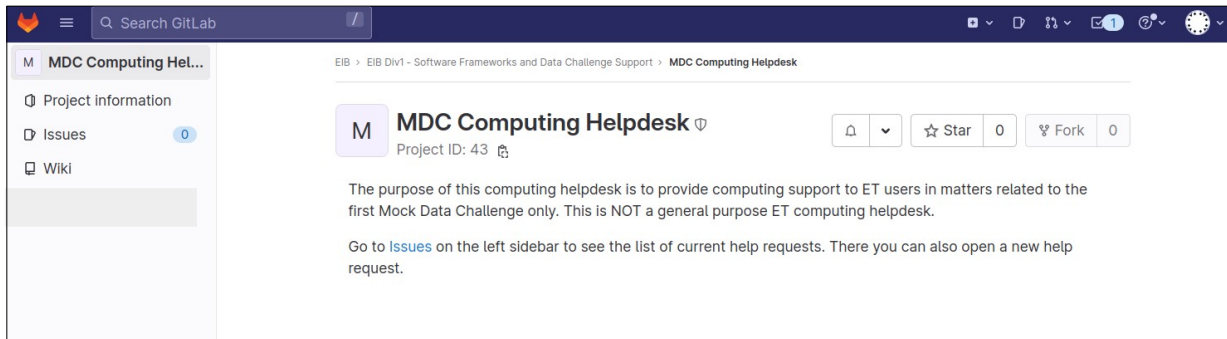 Search GitLab
/
1
M MDC Computing Hel...
Project information
Issues 0
Wiki
EIB > EIB Div1 - Software Frameworks and Data Challenge Support > MDC Computing Helpdesk
M
MDC Computing Helpdesk
Project ID: 43
Star 0
Fork 0
The purpose of this computing helpdesk is to provide computing support to ET users in matters related to the
first Mock Data Challenge only. This is NOT a general purpose ET computing helpdesk.
Go to Issues on the left sidebar to see the list of current help requests. There you can also open a new help
request.